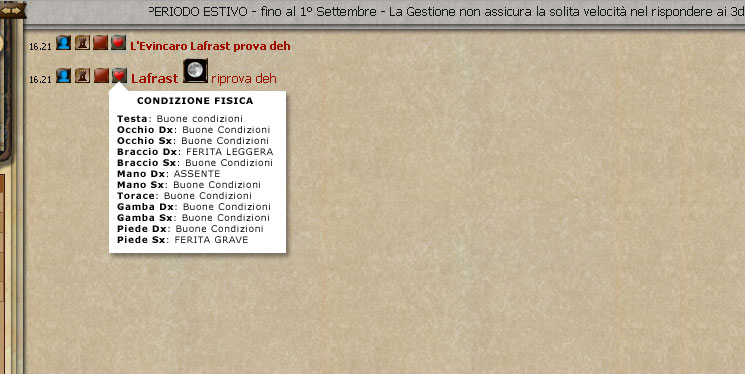 PERIODO ESTIVO - fino al 1° Settembre - La Gestione non assicura la solita velocità nel rispondere ai 3d
16.21 L'Evincaro Lafrast prova deh
16.21 Lafrast riprova deh
CONDIZIONE FISICA
Testa: Buone condizioni
Occhio Dx: Buone Condizioni
Occhio Sx: Buone Condizioni
Braccio Dx: FERITA LEGGERA
Braccio Sx: Buone Condizioni
Mano Dx: ASSENTE
Mano Sx: Buone Condizioni
Torace: Buone Condizioni
Gamba Dx: Buone Condizioni
Gamba Sx: Buone Condizioni
Piede Dx: Buone Condizioni
Piede Sx: FERITA GRAVE